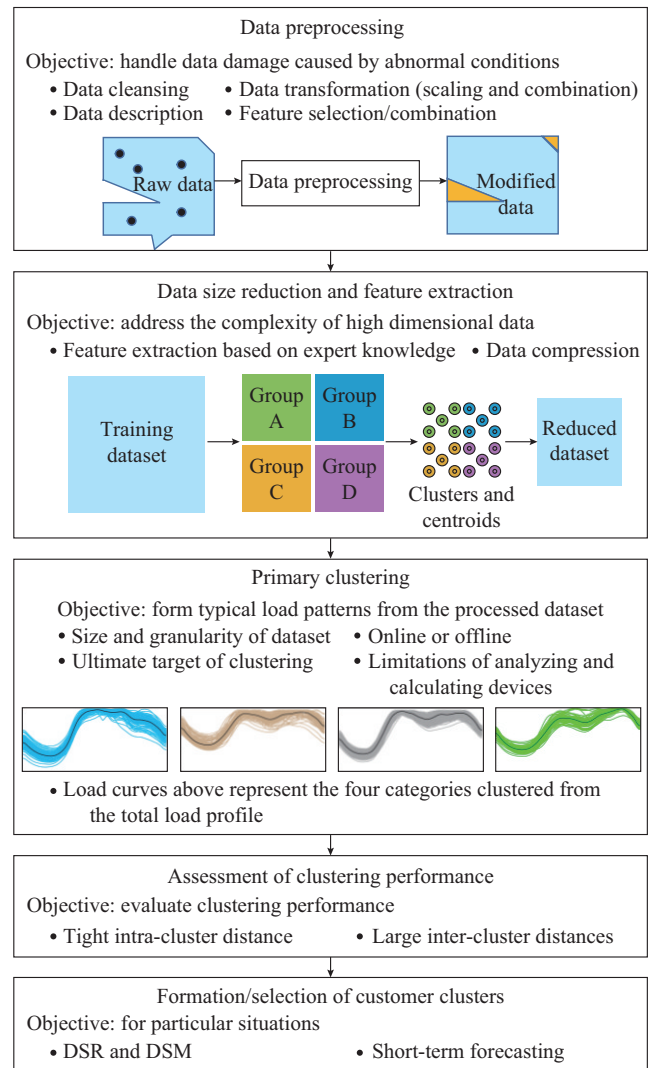 Data preprocessing
Objective: handle data damage caused by abnormal conditions
• Data cleansing • Data transformation (scaling and combination)
• Data description • Feature selection/combination
Raw data
Data preprocessing
Modified
data
Data size reduction and feature extraction
Objective: address the complexity of high dimensional data
• Feature extraction based on expert knowledge • Data compression
Training
dataset
Group
A
Group
B
Group
C
Group
D
Clusters and
centroids
Reduced
dataset
Primary clustering
Objective: form typical load patterns from the processed dataset
• Size and granularity of dataset • Online or offline
• Ultimate target of clustering • Limitations of analyzing and
calculating devices
• Load curves above represent the four categories clustered from
the total load profile
Assessment of clustering performance
Objective: evaluate clustering performance
• Tight intra-cluster distance • Large inter-cluster distances
Formation/selection of customer clusters
Objective: for particular situations
• DSR and DSM • Short-term forecasting